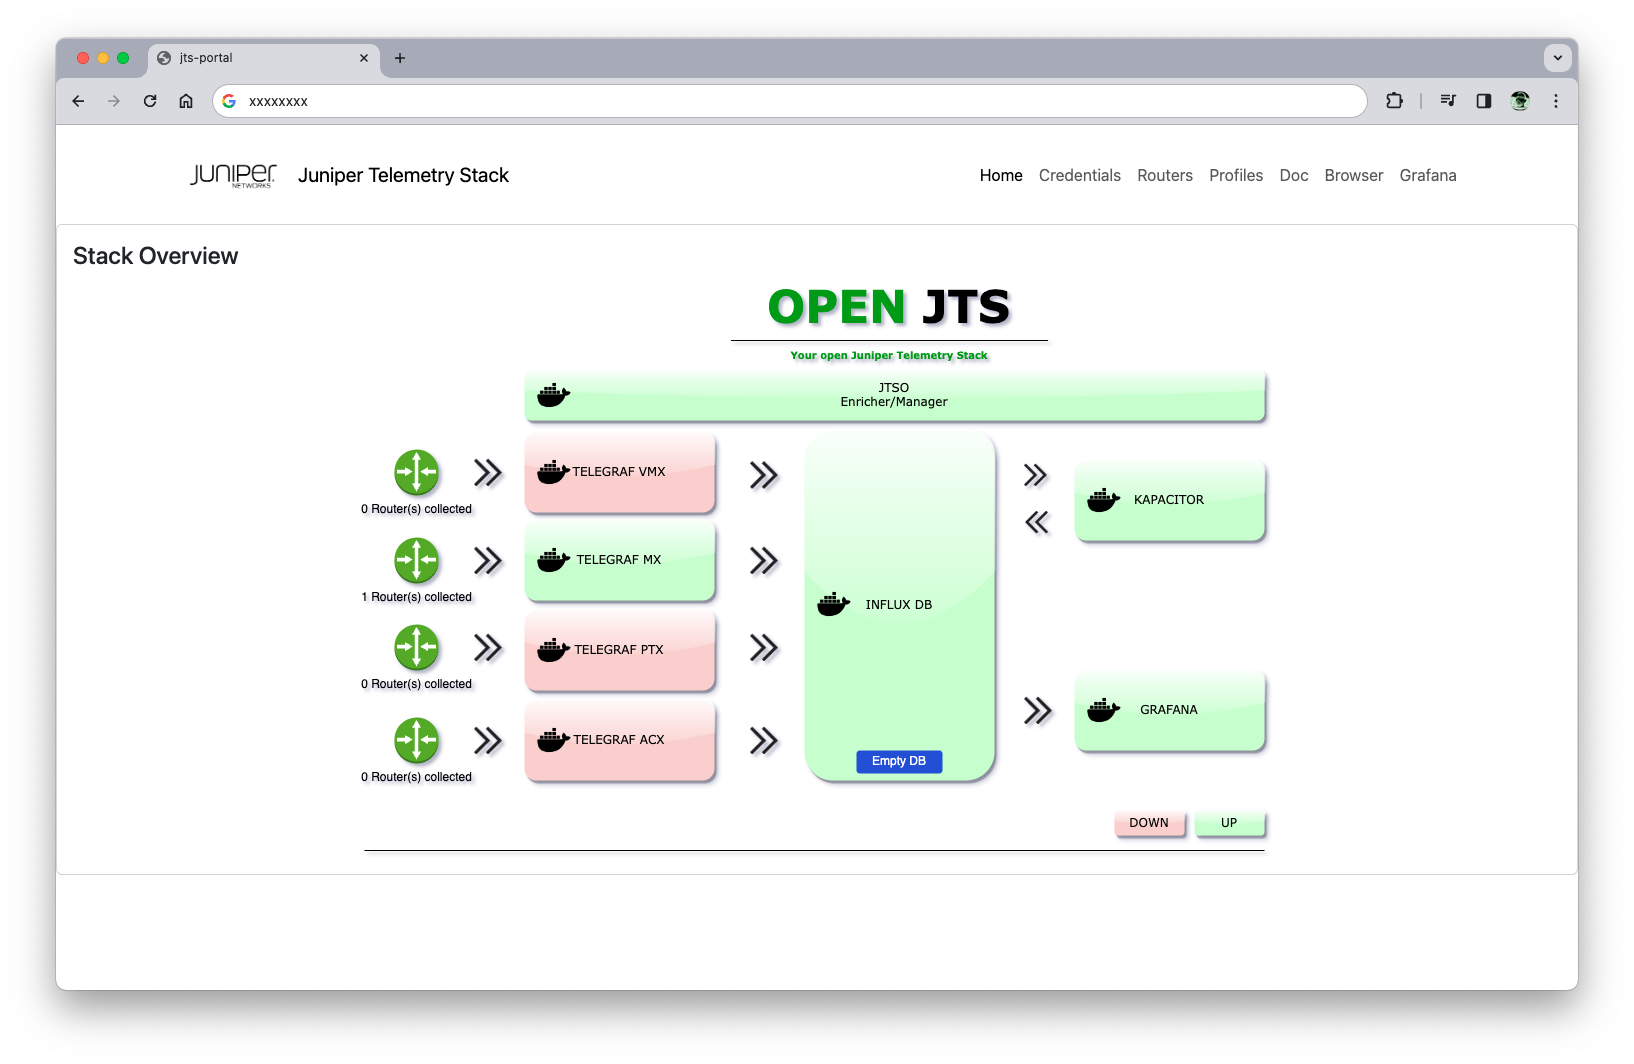 jts-portal
xxxxxxxx
JUNIPEr
NETWORKS
Juniper Telemetry Stack
Home Credentials Routers Profiles Doc Browser Grafana
Stack Overview
OPEN JTS
Your open Juniper Telemetry Stack
JTSO
Enricher/Manager
0 Router(s) collected
TELEGRAF VMX
1 Router(s) collected
TELEGRAF MX
0 Router(s) collected
TELEGRAF PTX
0 Router(s) collected
TELEGRAF ACX
INFLUX DB
Empty DB
KAPACITOR
GRAFANA
DOWN
UP